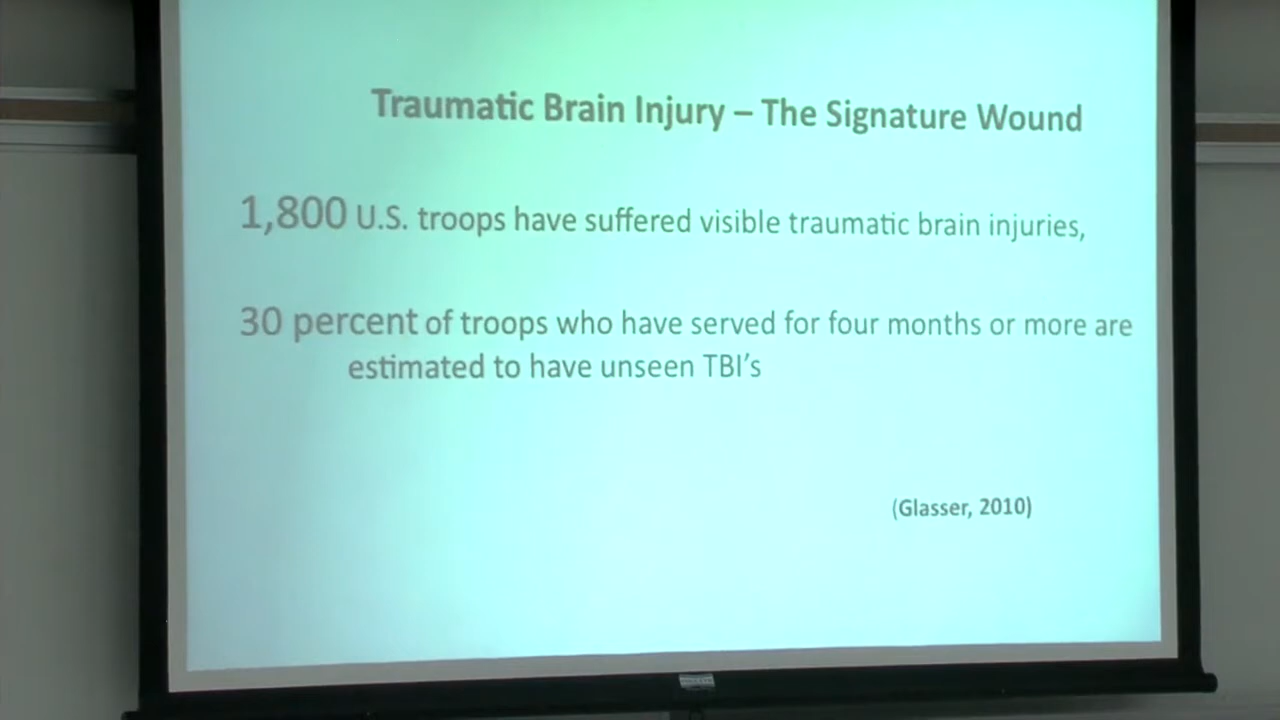 Traumatic Brain Injury – The Signature Wound
1,800 U.S. troops have suffered visible traumatic brain injuries,
30 percent of troops who have served for four months or more are
estimated to have unseen TBI’s
(Glasser, 2010)